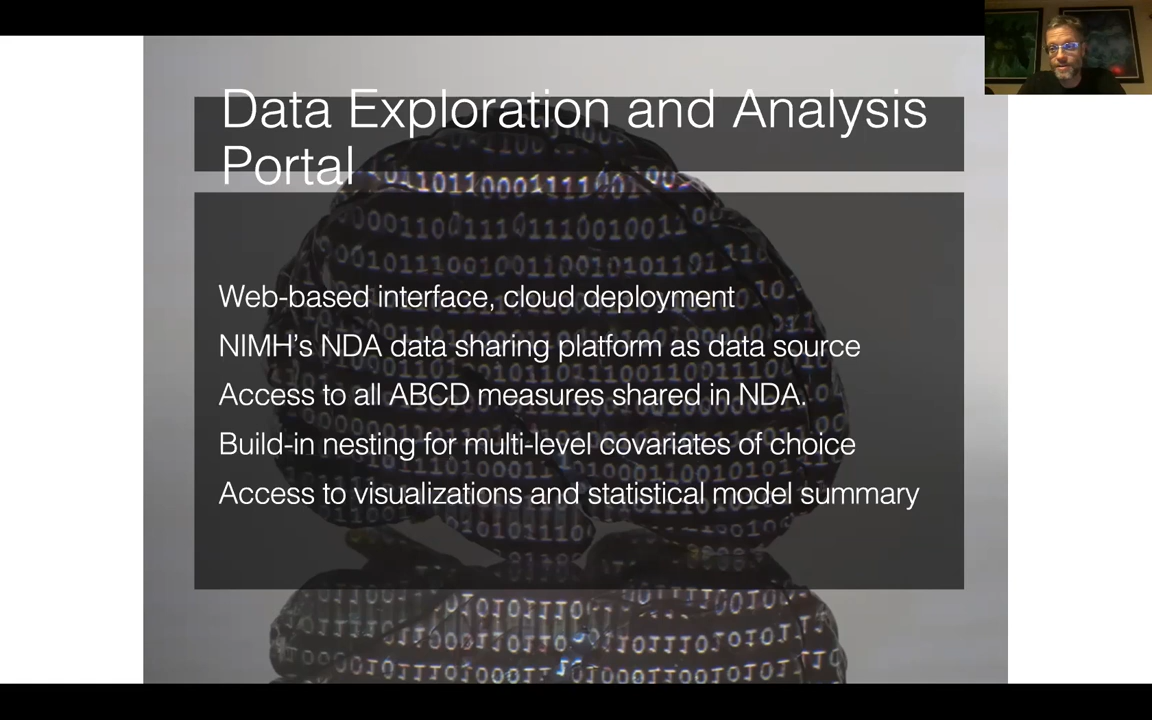 Data Exploration and Analysis
Portal
Web-based interface, cloud deployment
NIMH’s NDA data sharing platform as data source
Access to all ABCD measures shared in NDA.
Build-in nesting for multi-level covariates of choice
Access to visualizations and statistical model summary